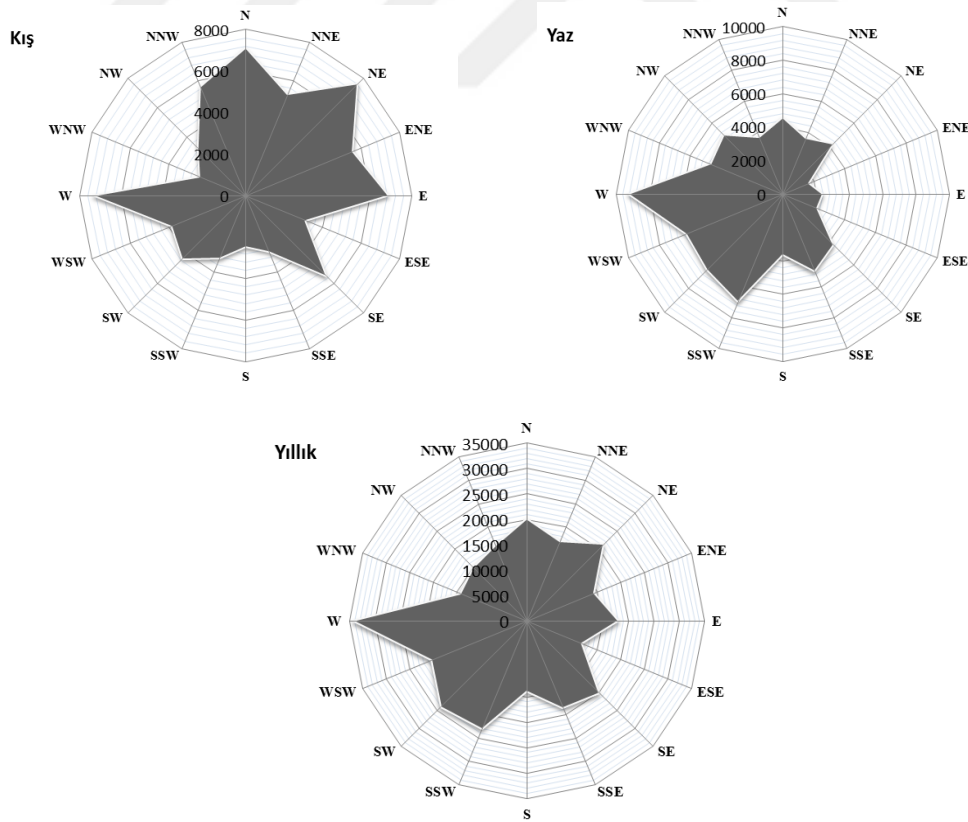 Kış
N
NNE
NE
ENE
E
ESE
SE
SSE
S
SSW
SW
WSW
W
WNW
NW
NNW
8000
6000
4000
2000
0
Yaz
N
NNE
NE
ENE
E
ESE
SE
SSE
S
SSW
SW
WSW
W
WNW
NW
NNW
10000
8000
6000
4000
2000
0
Yıllık
N
NNE
NE
ENE
E
ESE
SE
SSE
S
SSW
SW
WSW
W
WNW
NW
NNW
35000
30000
25000
20000
15000
10000
5000
0